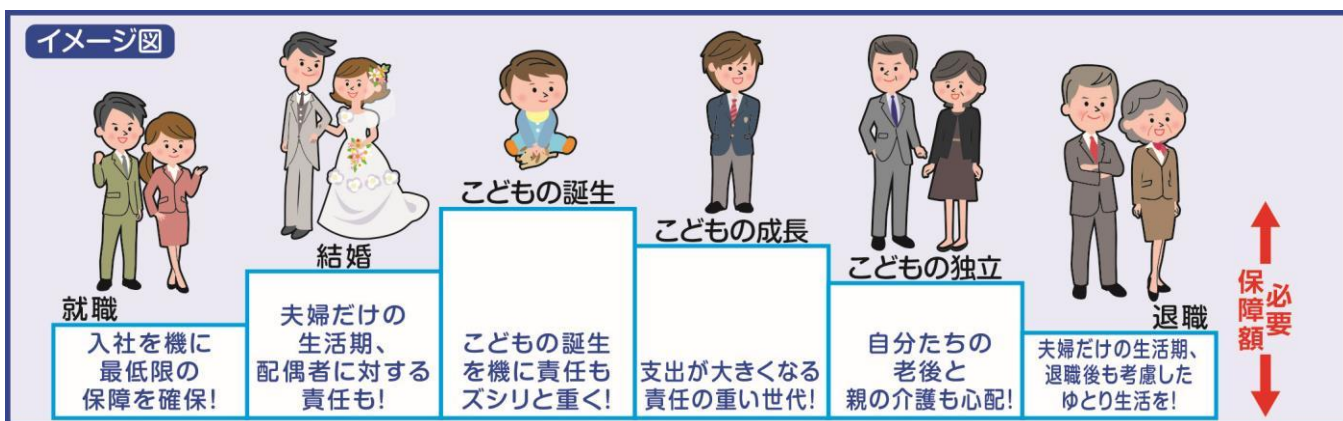 イメージ図
就職
入社を機に
最低限の
保障を確保!
結婚
夫婦だけの
生活期、
配偶者に対する
責任も!
こどもの誕生
こどもの誕生
を機に責任も
ズシリと重く!
こどもの成長
支出が大きくなる
責任の重い世代!
こどもの独立
自分たちの
老後と
親の介護も心配!
退職
夫婦だけの生活期、
退職後も考慮した
ゆとり生活を!
必要
保障額